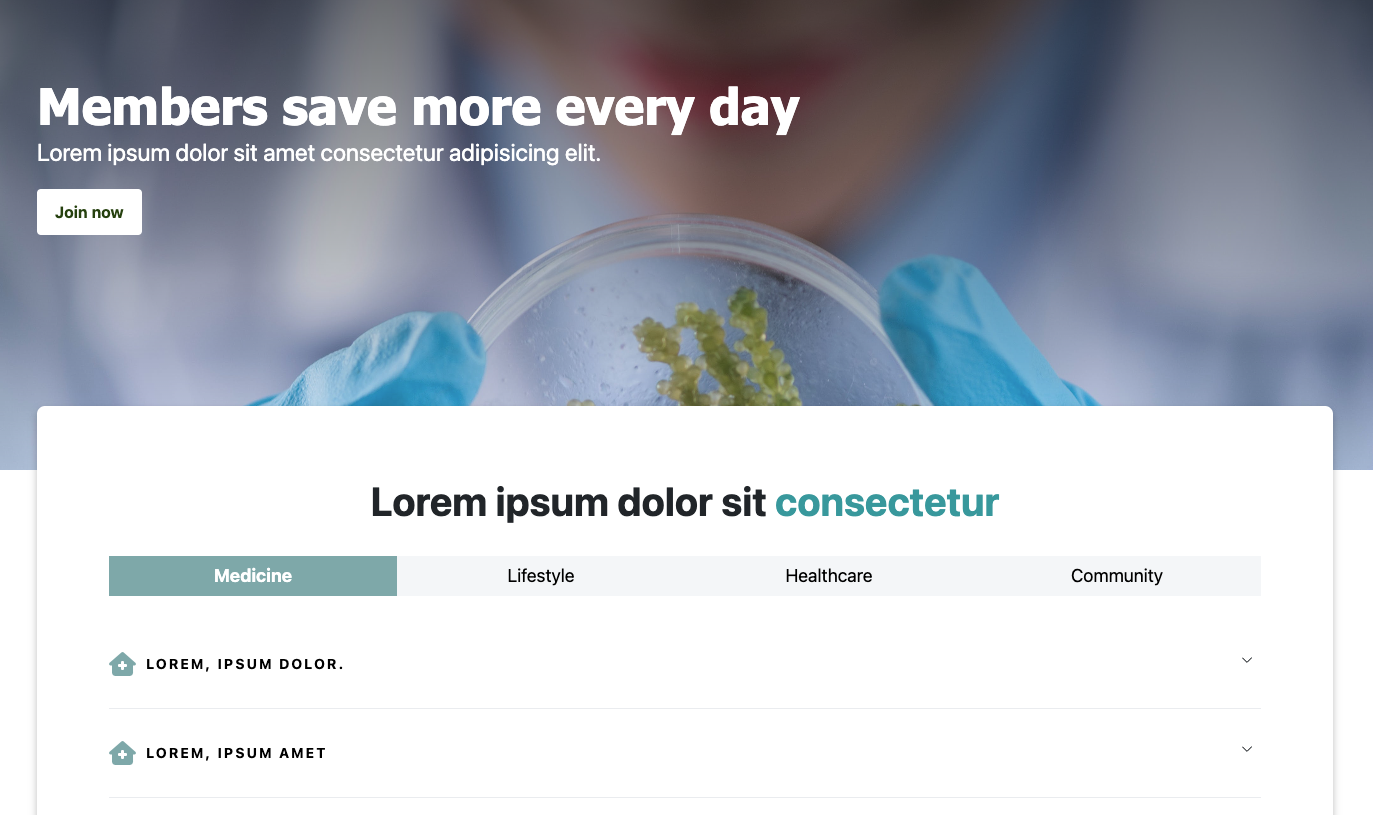 Members save more every day
Lorem ipsum dolor sit amet consectetur adipisicing elit.
Join now
Lorem ipsum dolor sit consectetur
Medicine Lifestyle Healthcare Community
LOREM, IPSUM DOLOR.
LOREM, IPSUM AMET